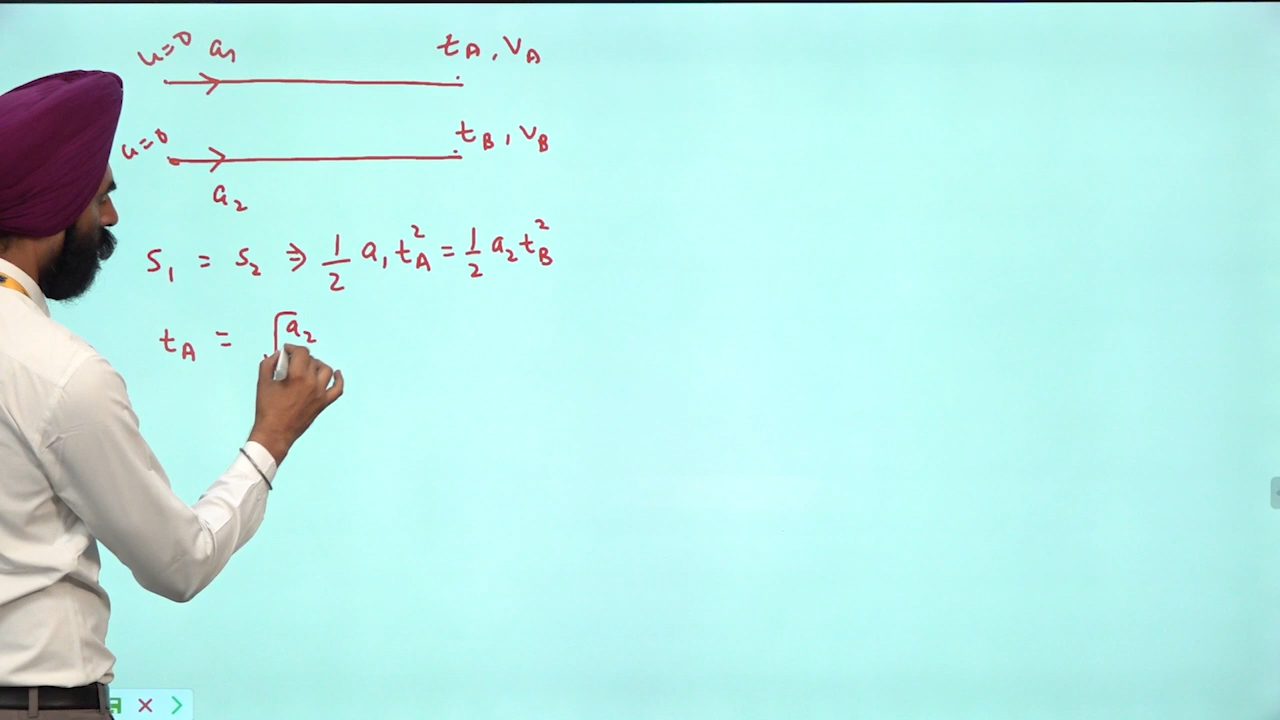 u=0 a₁ t_A , v_A
u=0 t_B , v_B
a₂
S₁ = S₂ ⇒ 1/2 a₁ t_A² = 1/2 a₂ t_B²
t_A = √a₂